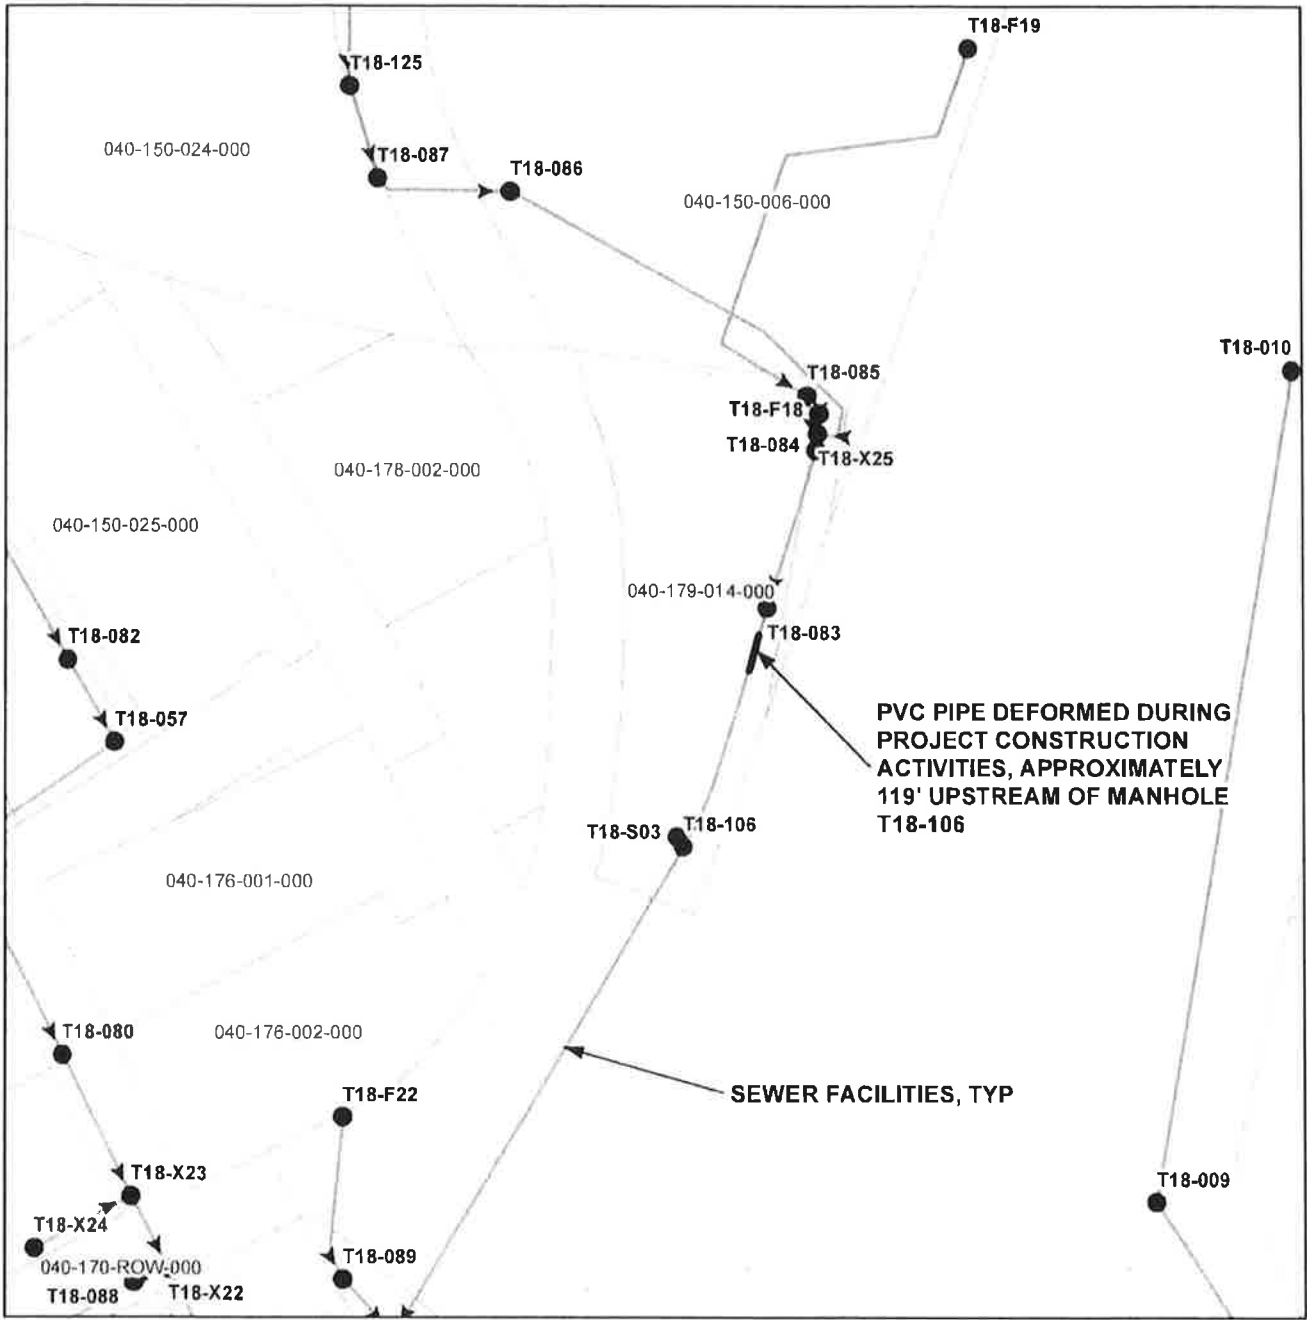 T18-F19
T18-125
040-150-024-000
T18-087
T18-086
040-150-006-000
T18-010
T18-085
T18-F18
T18-084
T18-X25
040-178-002-000
040-150-025-000
040-179-014-000
T18-083
T18-082
T18-057
PVC PIPE DEFORMED DURING
PROJECT CONSTRUCTION
ACTIVITIES, APPROXIMATELY
119' UPSTREAM OF MANHOLE
T18-106
T18-S03
T18-106
040-176-001-000
T18-080
040-176-002-000
T18-F22
SEWER FACILITIES, TYP
T18-X23
T18-009
T18-X24
040-170-ROW-000
T18-089
T18-088
T18-X22